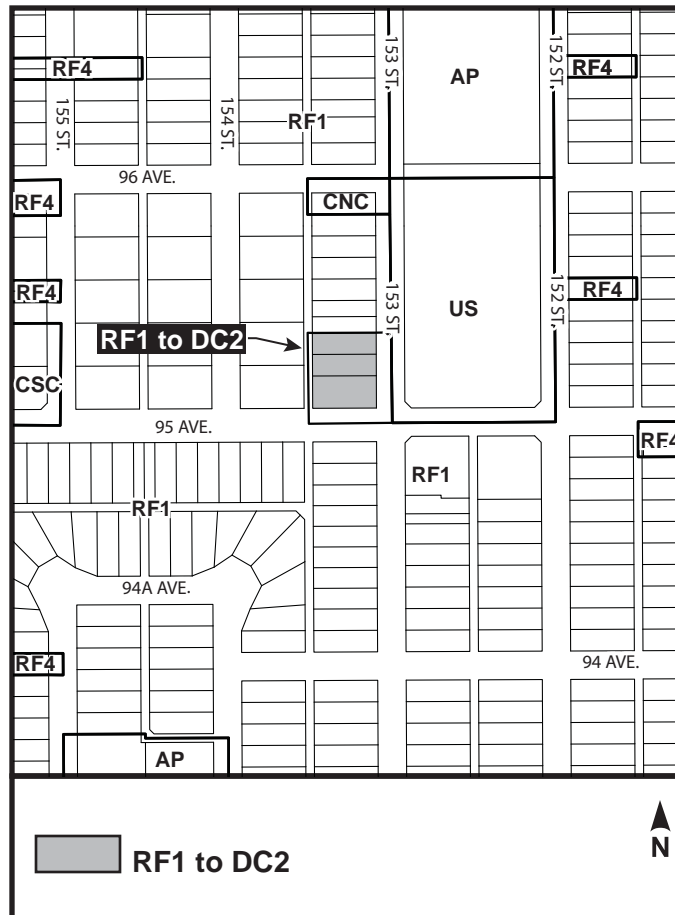 RF4
155 ST.
154 ST.
RF1
153 ST.
AP
152 ST.
RF4
96 AVE.
RF4
CNC
RF4
153 ST.
US
152 ST.
RF4
RF1 to DC2
CSC
95 AVE.
RF4
RF1
RF1
94A AVE.
RF4
94 AVE.
AP
RF1 to DC2
N